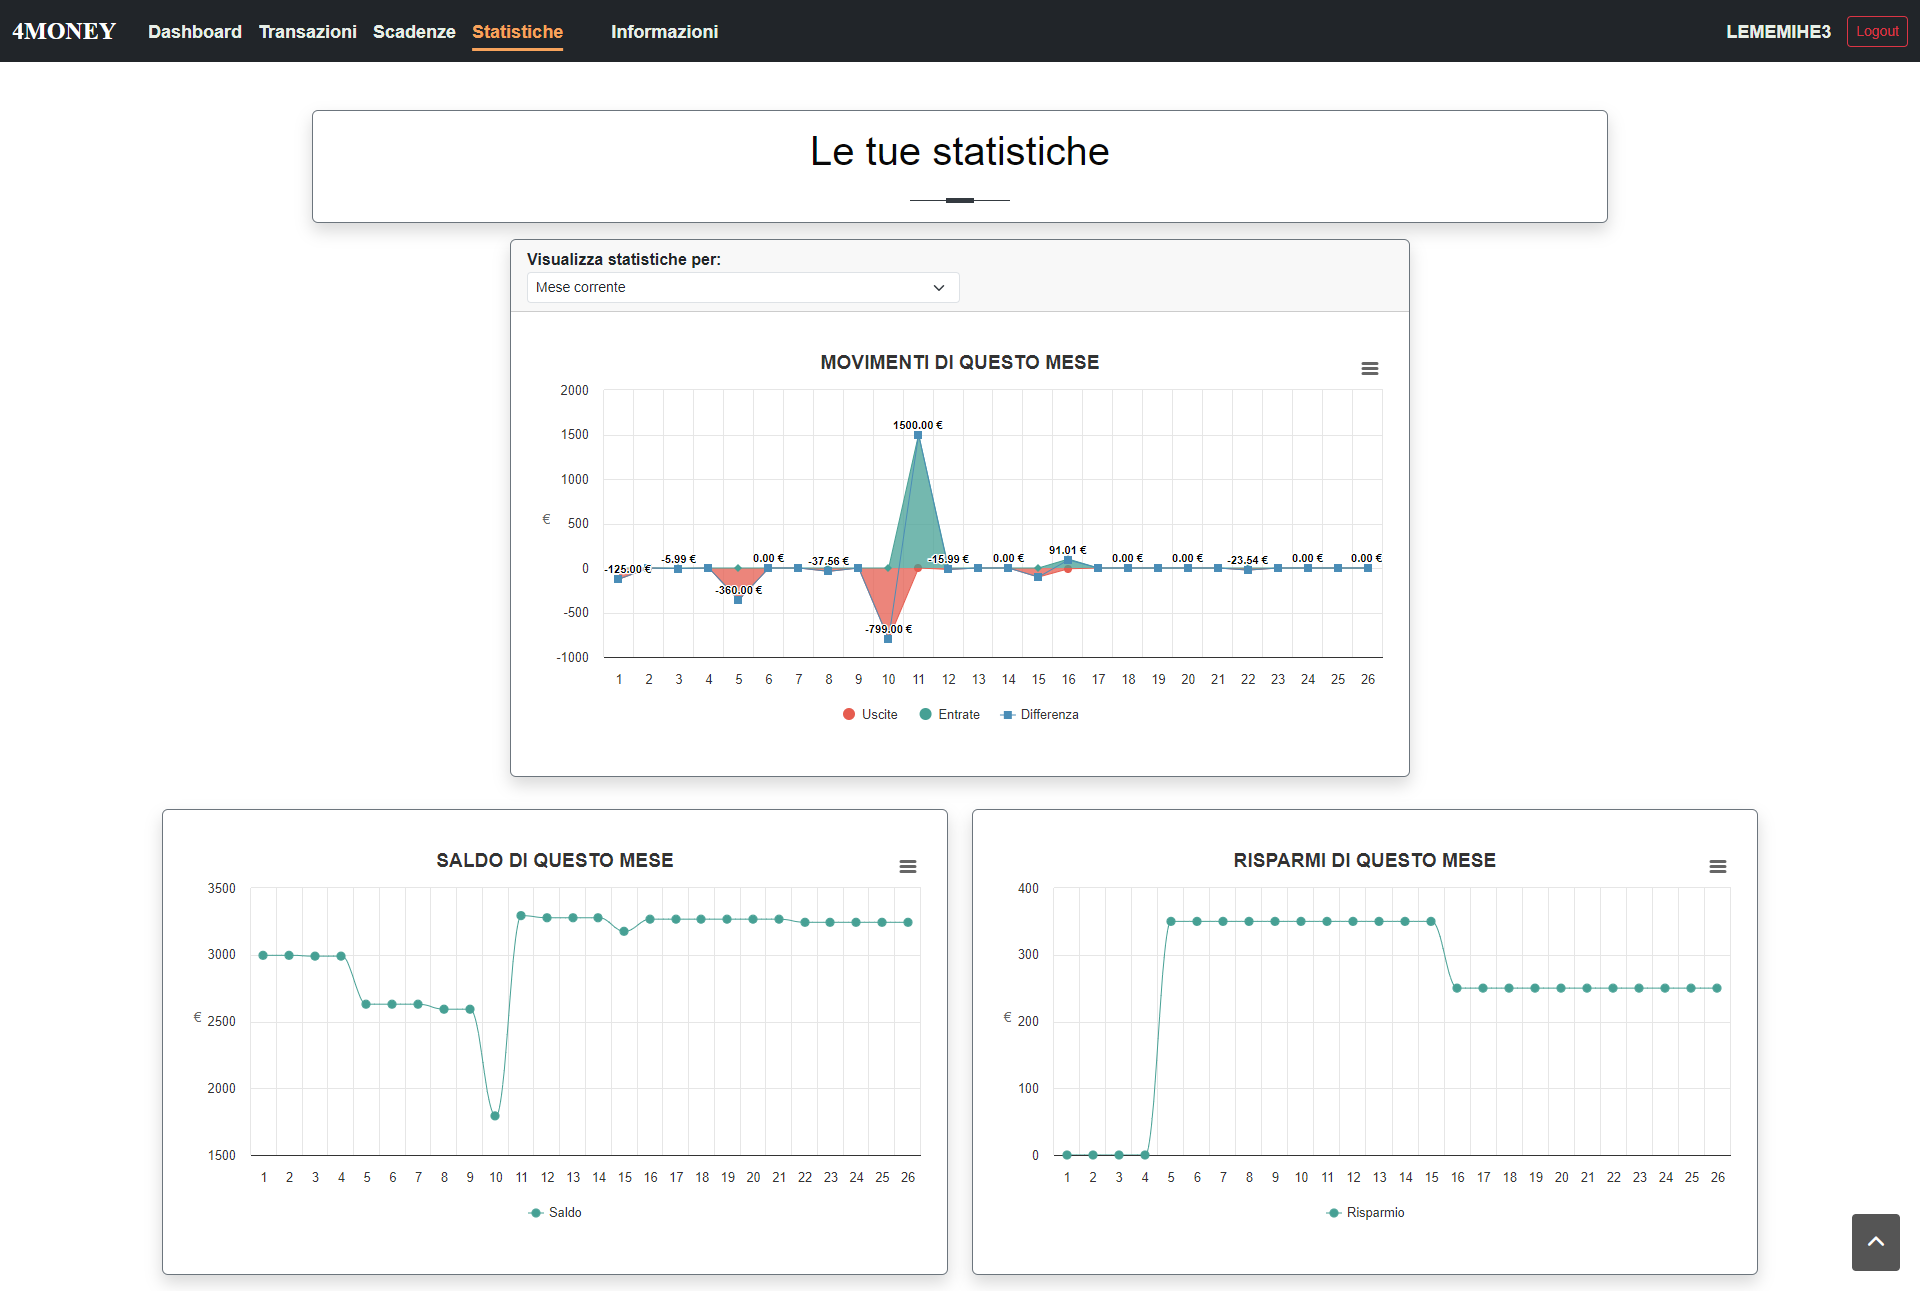 4MONEY Dashboard Transazioni Scadenze Statistiche Informazioni LEMEMIHE3 Logout
Le tue statistiche
Visualizza statistiche per:
Mese corrente
MOVIMENTI DI QUESTO MESE
2000
1500
1000
500
0
-500
-1000
€
-125.00 €
-5.99 €
-360.00 €
0.00 €
-37.56 €
-799.00 €
1500.00 €
-15.99 €
0.00 €
91.01 €
0.00 €
0.00 €
-23.54 €
0.00 €
0.00 €
1 2 3 4 5 6 7 8 9 10 11 12 13 14 15 16 17 18 19 20 21 22 23 24 25 26
Uscite Entrate Differenza
SALDO DI QUESTO MESE
3500
3000
2500
2000
1500
€
1 2 3 4 5 6 7 8 9 10 11 12 13 14 15 16 17 18 19 20 21 22 23 24 25 26
Saldo
RISPARMI DI QUESTO MESE
400
300
200
100
0
€
1 2 3 4 5 6 7 8 9 10 11 12 13 14 15 16 17 18 19 20 21 22 23 24 25 26
Risparmio